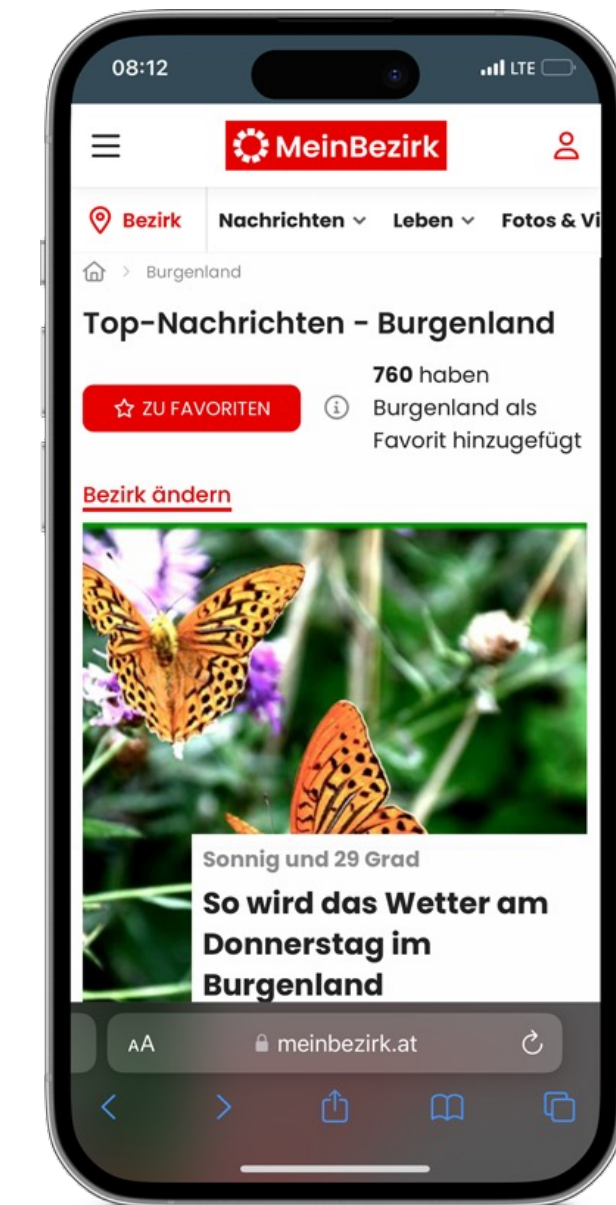 08:12
LTE
MeinBezirk
Bezirk Nachrichten Leben Fotos & Vi
> Burgenland
Top-Nachrichten - Burgenland
☆ ZU FAVORITEN
760 haben
Burgenland als
Favorit hinzugefügt
Bezirk ändern
Sonnig und 29 Grad
So wird das Wetter am
Donnerstag im
Burgenland
AA meinbezirk.at